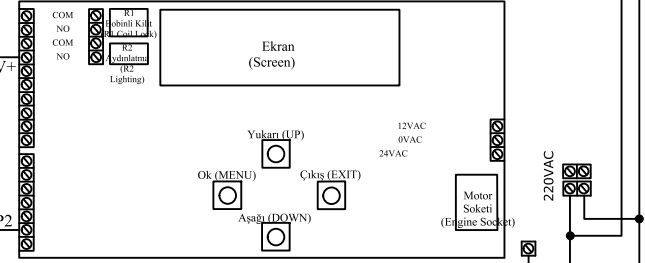 COM
NO
COM
NO
R1
Bobinli Kilit
(R1 Coil Lock)
R2
Aydınlatma
(R2
Lighting)
Ekran
(Screen)
V+
Yukarı (UP)
Ok (MENU)
Çıkış (EXIT)
Aşağı (DOWN)
12VAC
0VAC
24VAC
Motor
Soketi
(Engine Socket)
220VAC
P2